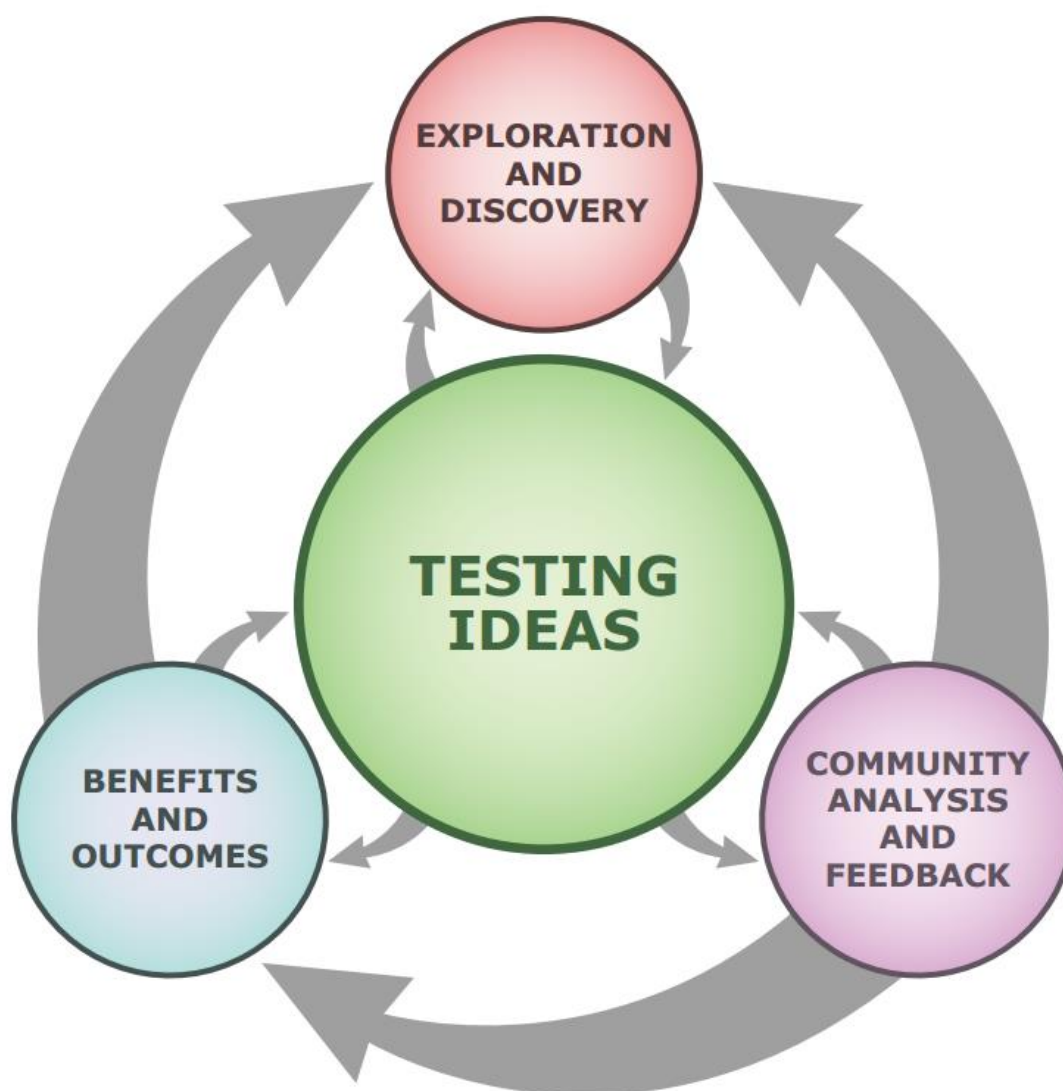 EXPLORATION
AND
DISCOVERY
TESTING
IDEAS
BENEFITS
AND
OUTCOMES
COMMUNITY
ANALYSIS
AND
FEEDBACK